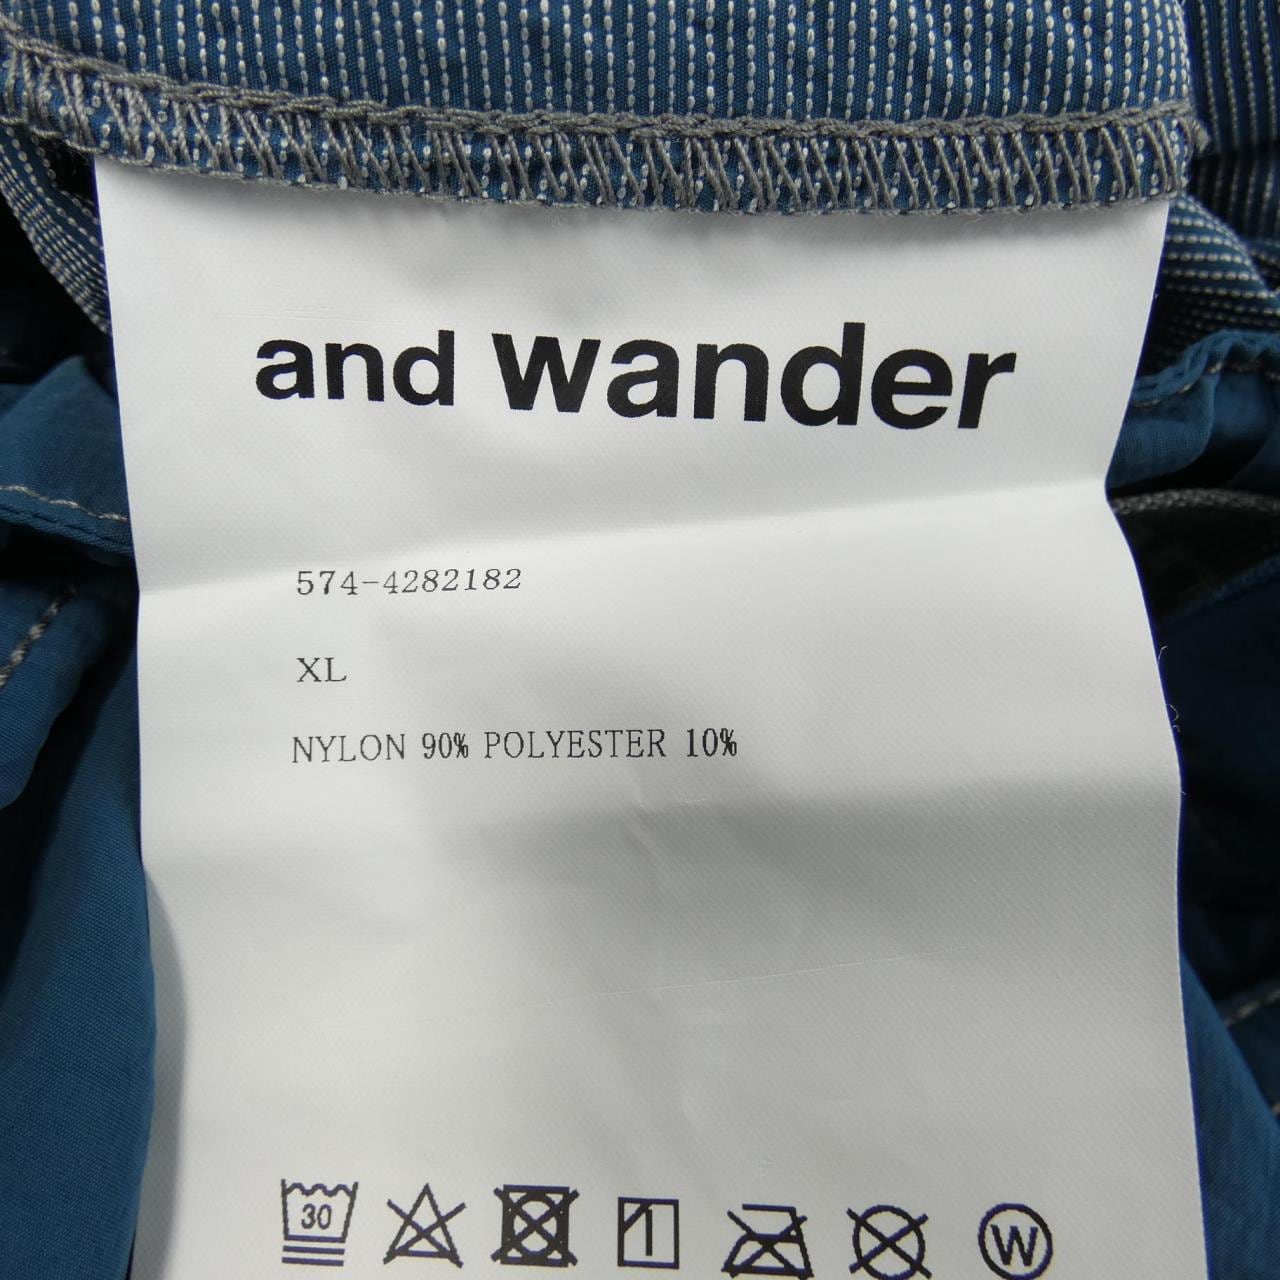 and wander
574-4282182
XL
NYLON 90% POLYESTER 10%
30
W